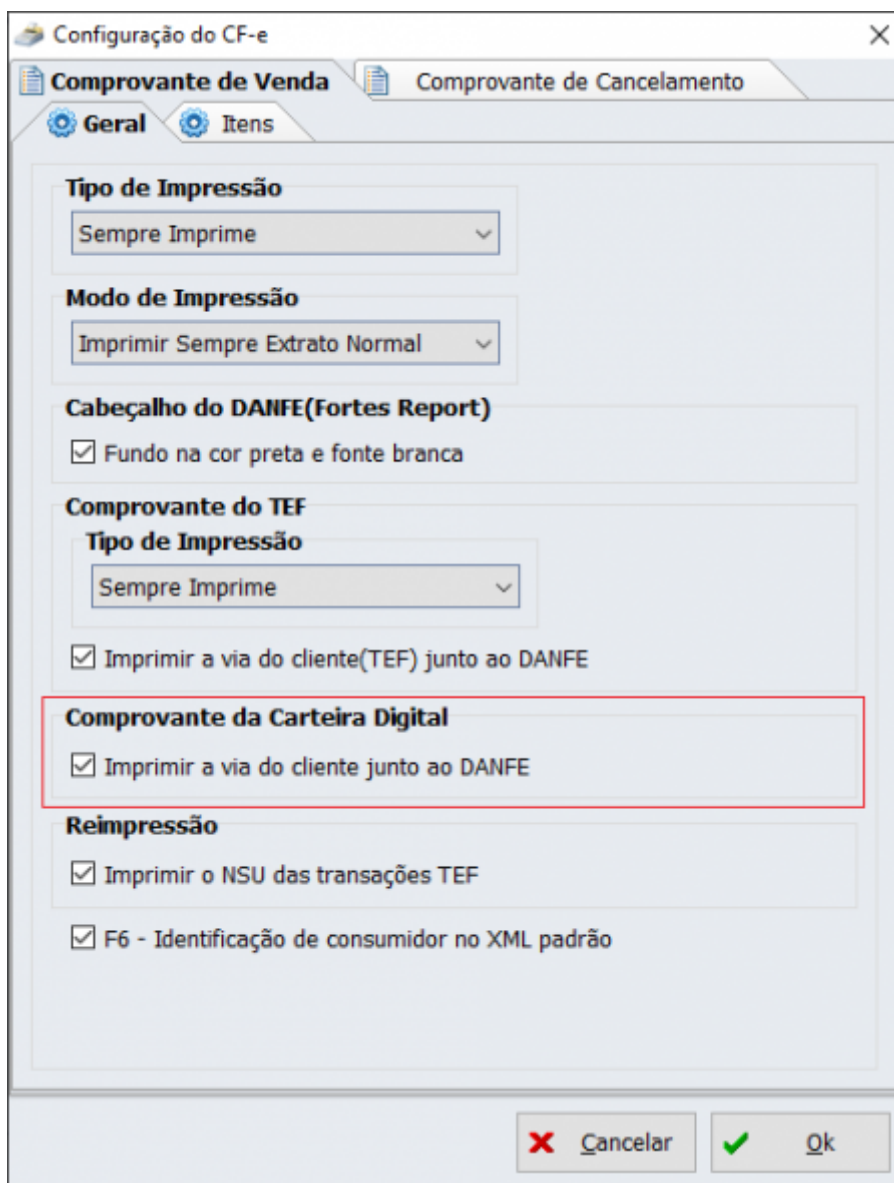 Configuração do CF-e
Comprovante de Venda
Comprovante de Cancelamento
Geral
Itens
Tipo de Impressão
Sempre Imprime
Modo de Impressão
Imprimir Sempre Extrato Normal
Cabeçalho do DANFE(Fortes Report)
Fundo na cor preta e fonte branca
Comprovante do TEF
Tipo de Impressão
Sempre Imprime
Imprimir a via do cliente(TEF) junto ao DANFE
Comprovante da Carteira Digital
Imprimir a via do cliente junto ao DANFE
Reimpressão
Imprimir o NSU das transações TEF
F6 - Identificação de consumidor no XML padrão
Cancelar
Ok